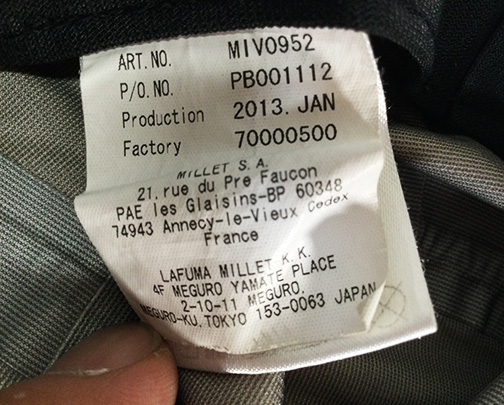 ART.NO. MIV0952
P/O.NO. PB001112
Production 2013. JAN
Factory 70000500
MILLET S.A.
21,rue du Pre Faucon
PAE les Glaisins-BP 60348
74943 Annecy-le-Vieux Cedex
France
LAFUMA MILLET K.K.
4F MEGURO YAMATE PLACE
2-10-11 MEGURO,
MEGURO-KU,TOKYO 153-0063 JAPAN